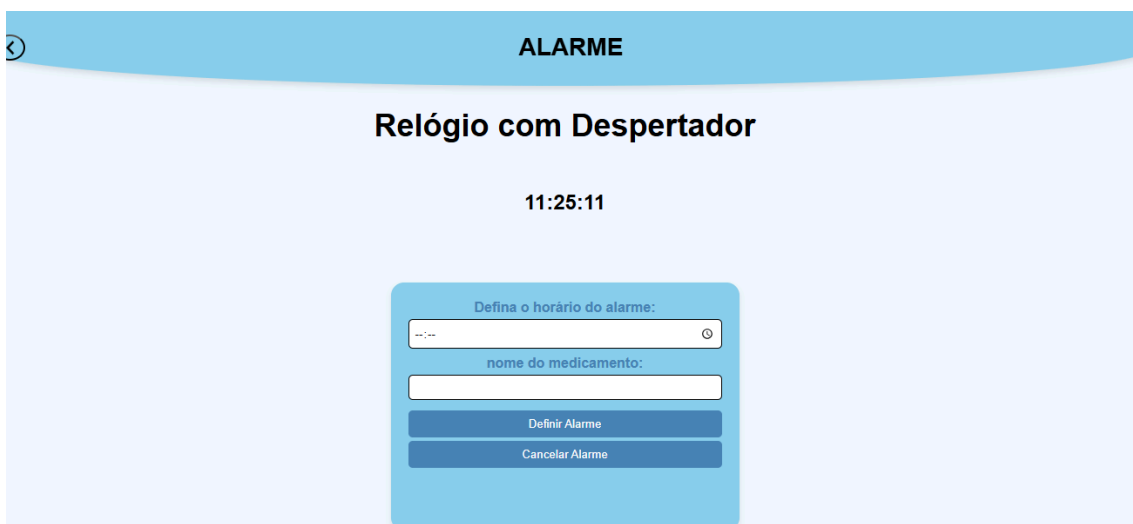 ALARME
Relógio com Despertador
11:25:11
Defina o horário do alarme:
--:--
nome do medicamento:
Definir Alarme
Cancelar Alarme